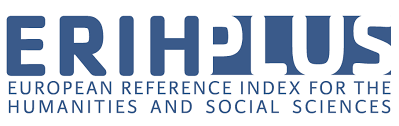 ERIHPLUS
EUROPEAN REFERENCE INDEX FOR THE
HUMANITIES AND SOCIAL SCIENCES